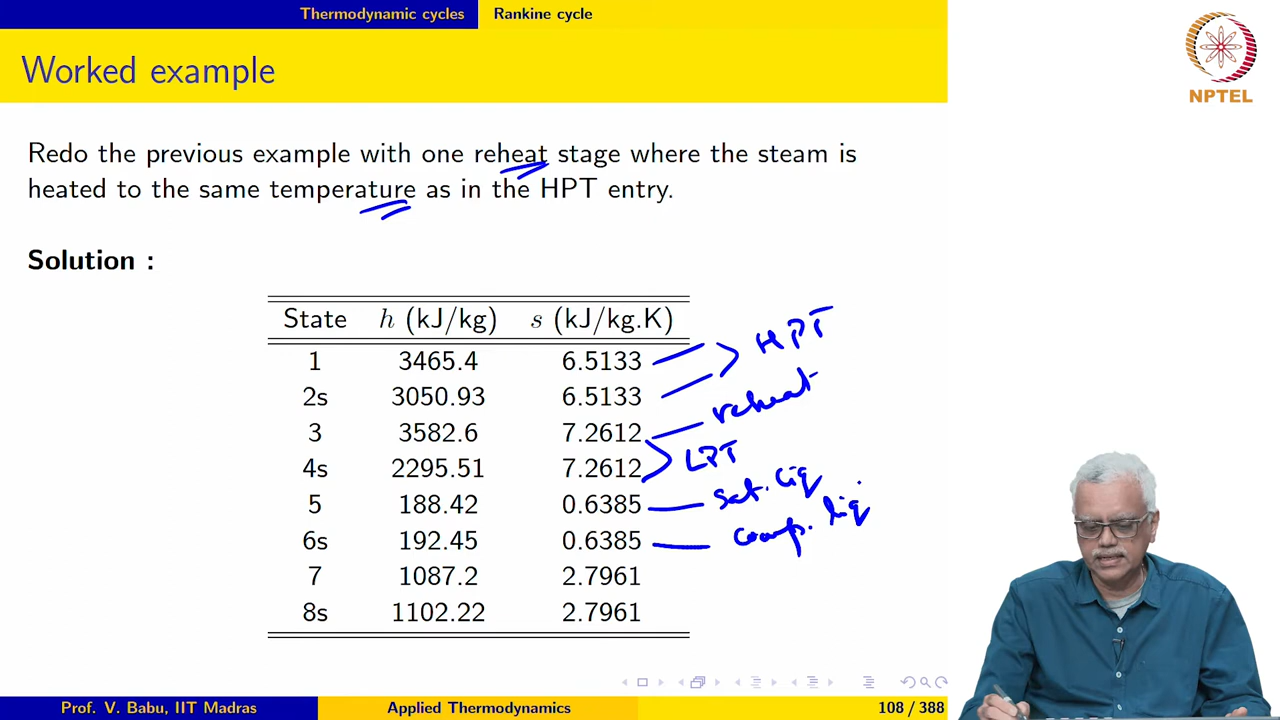 Thermodynamic cycles Rankine cycle
Worked example
NPTEL
Redo the previous example with one reheat stage where the steam is
heated to the same temperature as in the HPT entry.
Solution :
State h (kJ/kg) s (kJ/kg.K)
1 3465.4 6.5133 HPT
2s 3050.93 6.5133
3 3582.6 7.2612 reheat
4s 2295.51 7.2612 LPT
5 188.42 0.6385 sat. liq
6s 192.45 0.6385 comp. liq
7 1087.2 2.7961
8s 1102.22 2.7961
Prof. V. Babu, IIT Madras Applied Thermodynamics 108 / 388